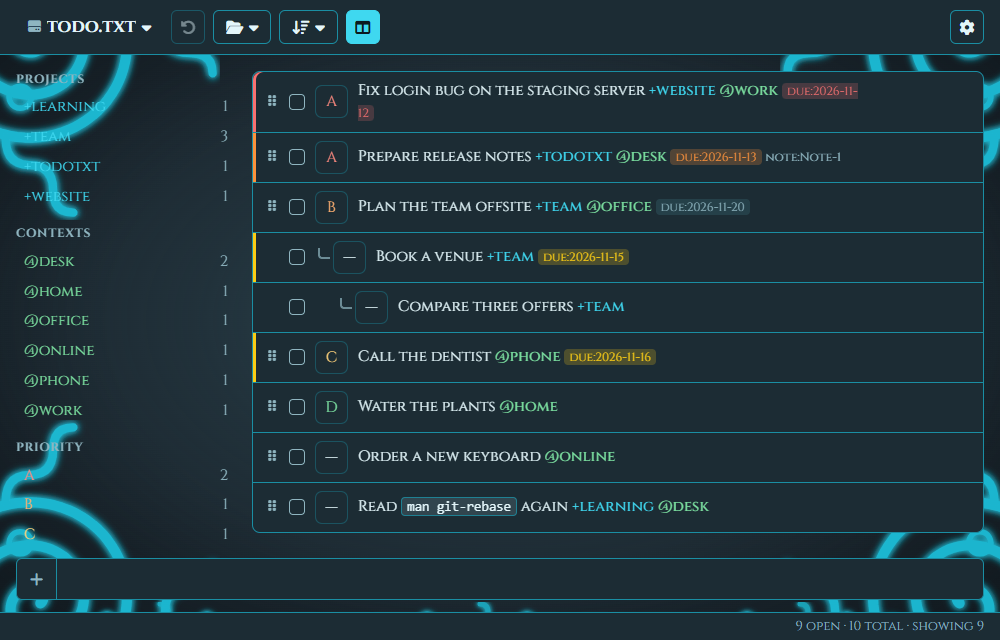 TODO.TXT
PROJECTS
+LEARNING 1
+TEAM 3
+TODOTXT 1
+WEBSITE 1
CONTEXTS
@DESK 2
@HOME 1
@OFFICE 1
@ONLINE 1
@PHONE 1
@WORK 1
PRIORITY
A 2
B 1
C 1
A FIX LOGIN BUG ON THE STAGING SERVER +WEBSITE @WORK DUE:2026-11-
12
A PREPARE RELEASE NOTES +TODOTXT @DESK DUE:2026-11-13 NOTE:NOTE-1
B PLAN THE TEAM OFFSITE +TEAM @OFFICE DUE:2026-11-20
— BOOK A VENUE +TEAM DUE:2026-11-15
— COMPARE THREE OFFERS +TEAM
C CALL THE DENTIST @PHONE DUE:2026-11-16
D WATER THE PLANTS @HOME
— ORDER A NEW KEYBOARD @ONLINE
— READ man git-rebase AGAIN +LEARNING @DESK
+
9 OPEN · 10 TOTAL · SHOWING 9